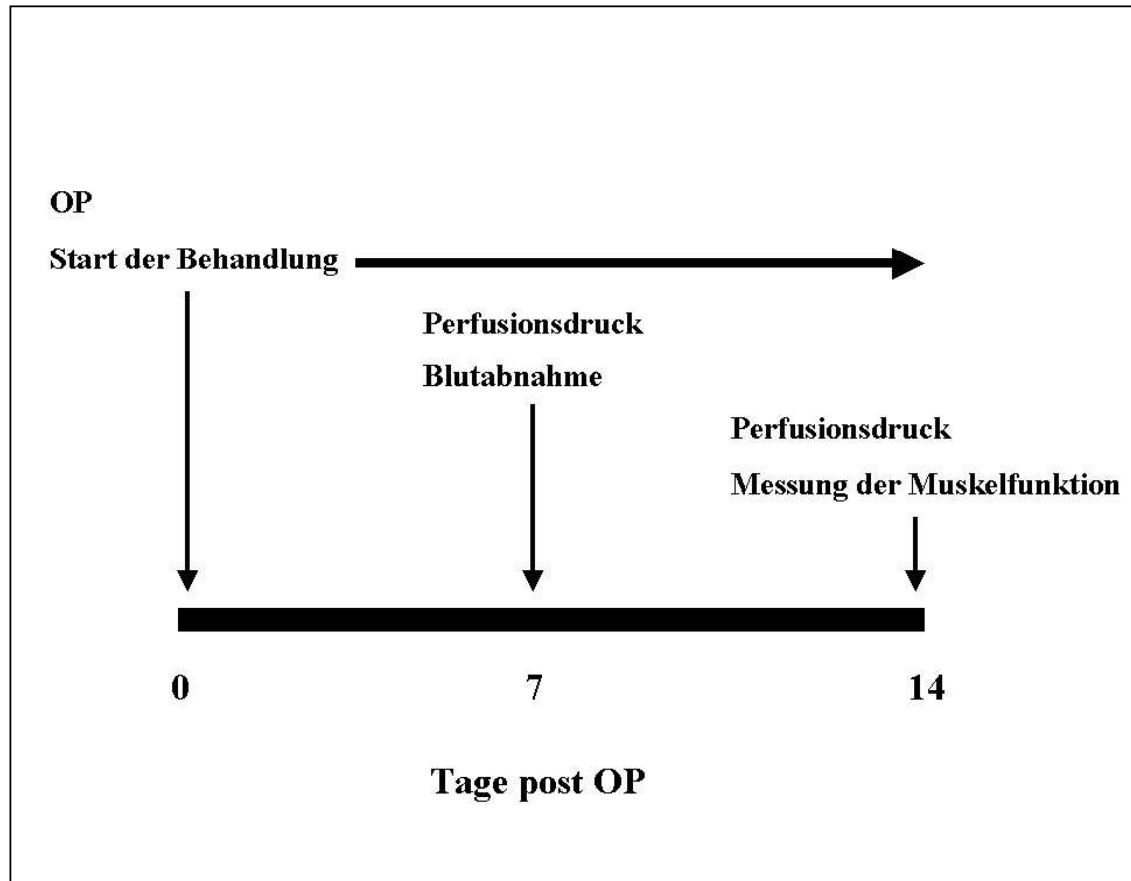 OP
Start der Behandlung
Perfusionsdruck
Blutabnahme
Perfusionsdruck
Messung der Muskelfunktion
0 7 14
Tage post OP